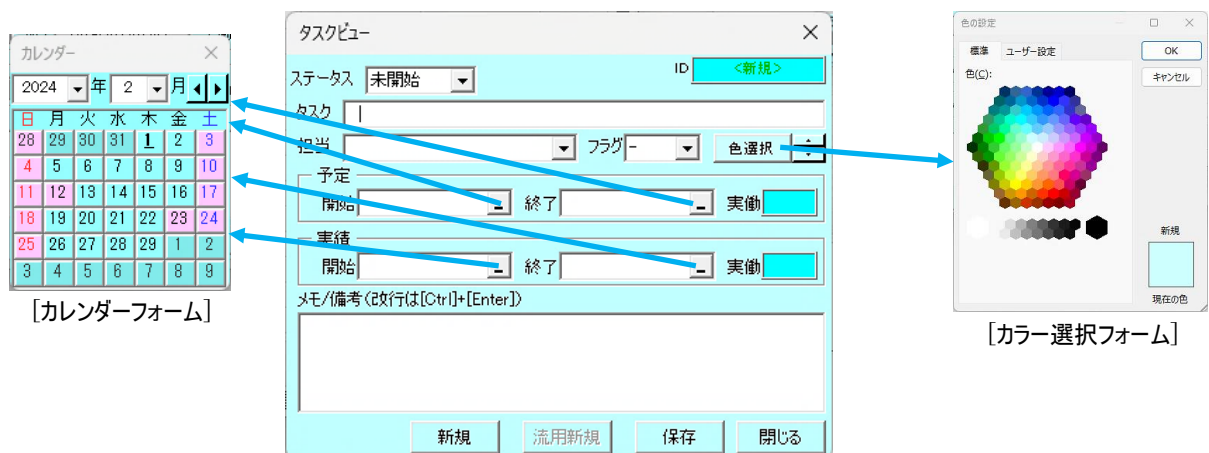 カレンダー
2024 年 2 月
日 月 火 水 木 金 土
28 29 30 31 1 2 3
4 5 6 7 8 9 10
11 12 13 14 15 16 17
18 19 20 21 22 23 24
25 26 27 28 29 1 2
3 4 5 6 7 8 9
[カレンダーフォーム]
タスクビュー
ステータス 未開始 ID <新規>
タスク
担当 フラグ - 色選択
予定
開始 終了 実働
実績
開始 終了 実働
メモ/備考(改行は[Ctrl]+[Enter])
新規 流用新規 保存 閉じる
色の設定
標準 ユーザー設定 OK
色(C): キャンセル
新規
現在の色
[カラー選択フォーム]